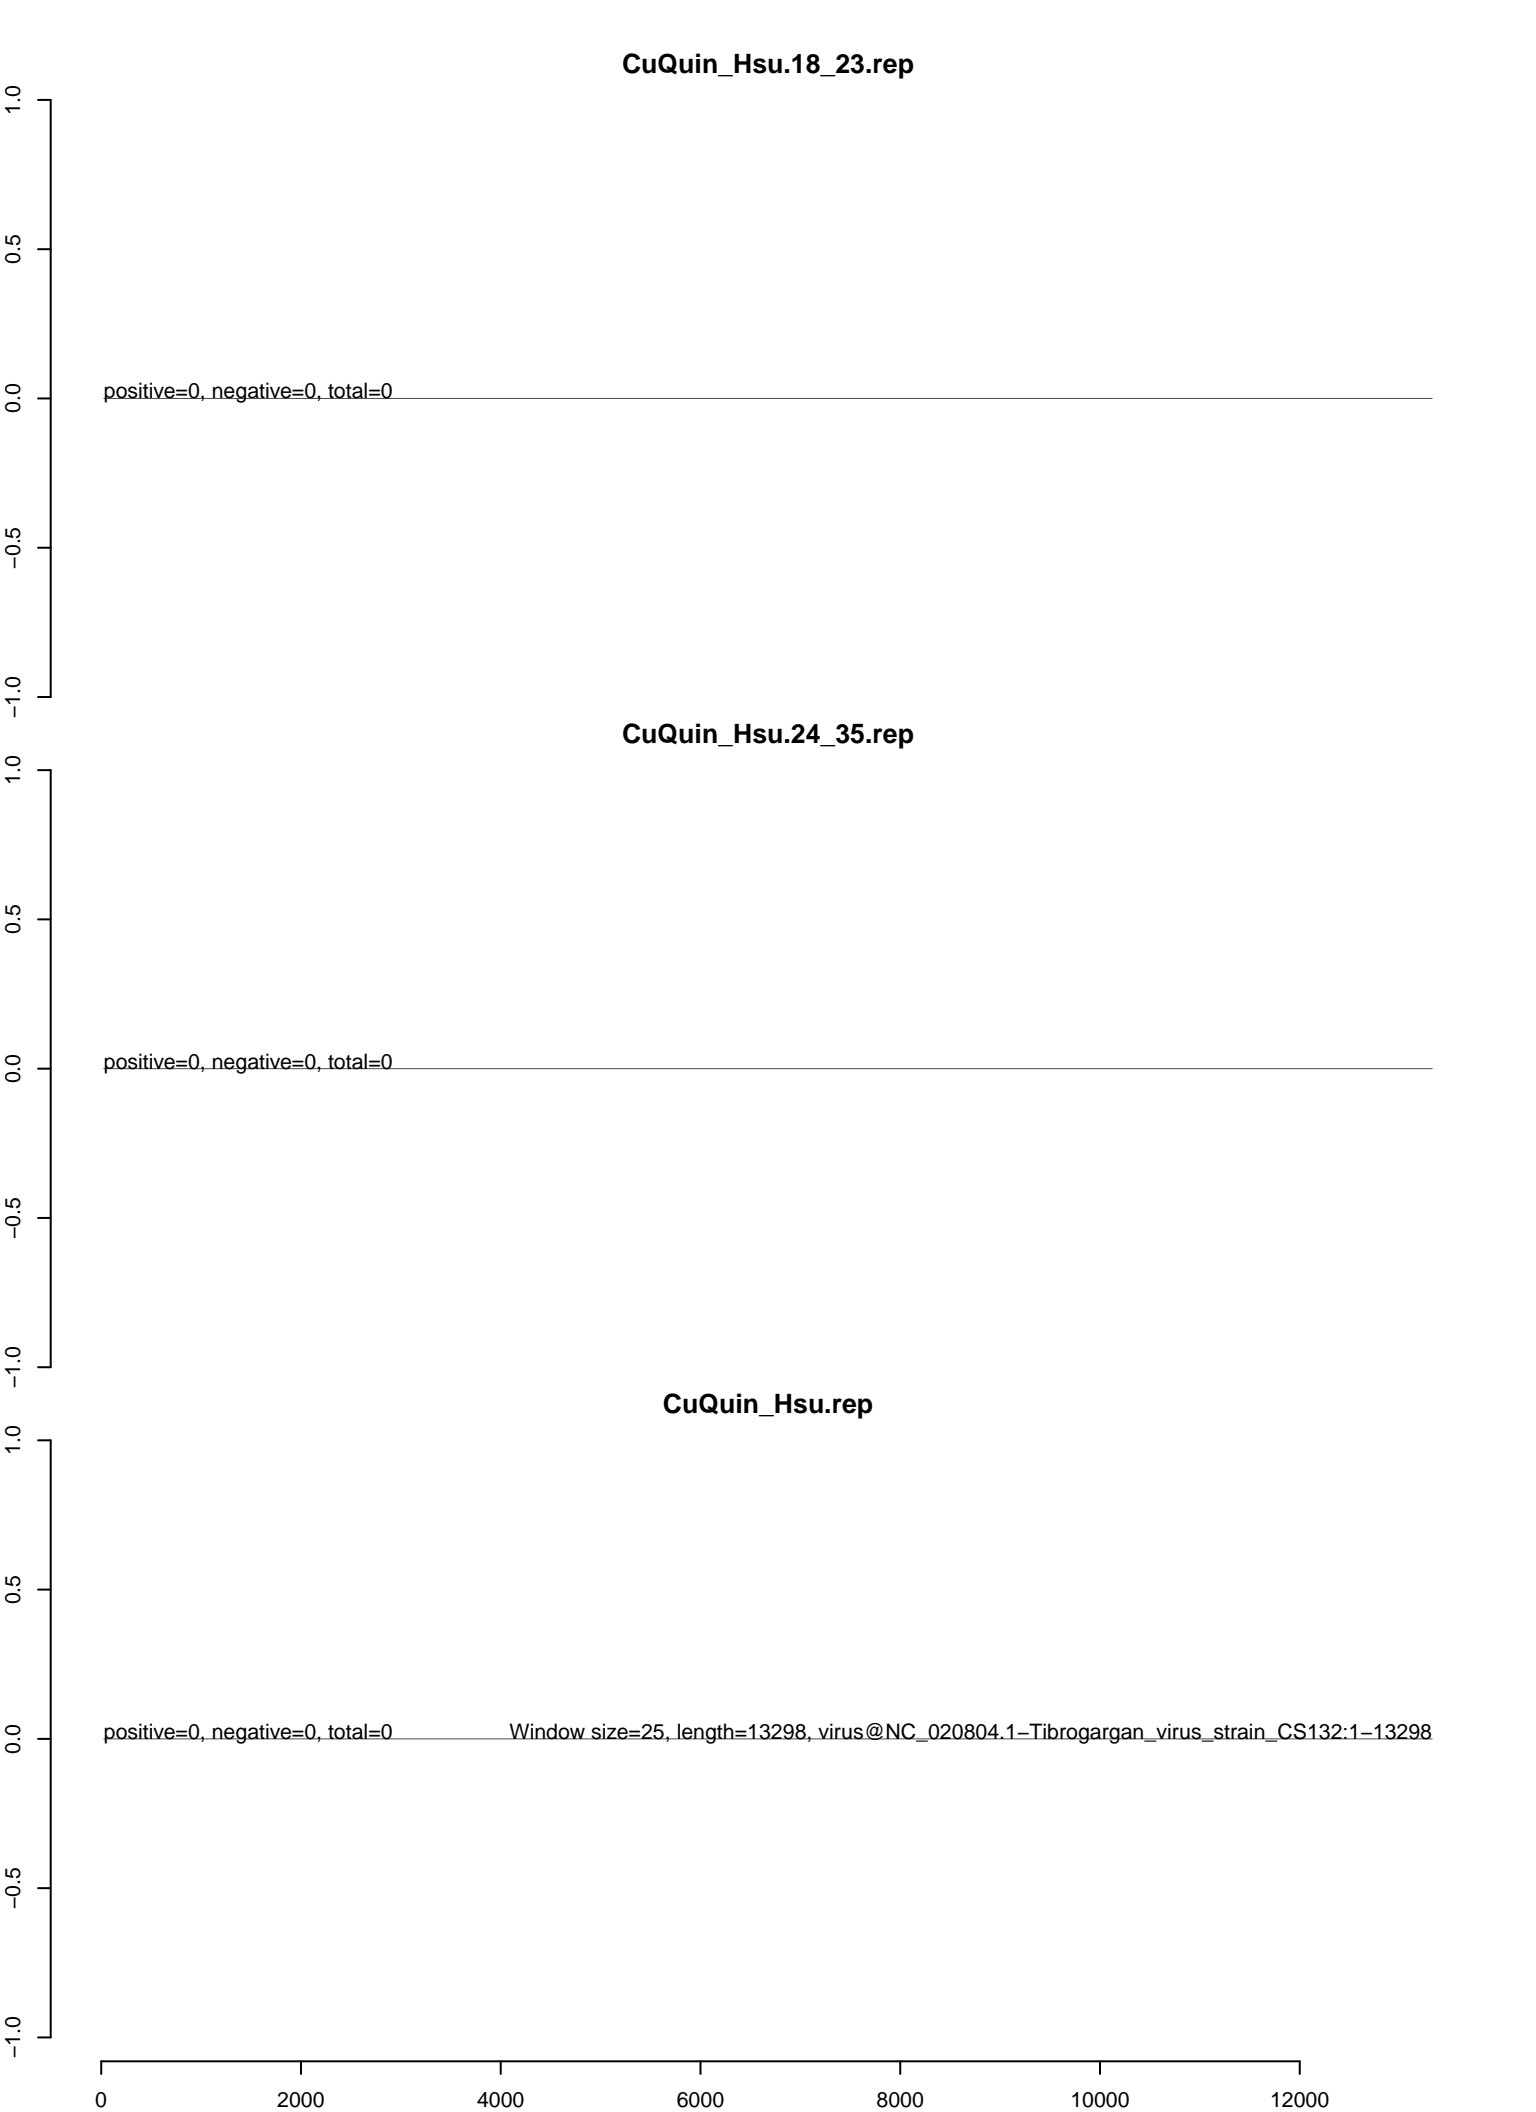 CuQuin_Hsu.18_23.rep
1.0
0.5
0.0
−0.5
−1.0
positive=0, negative=0, total=0
CuQuin_Hsu.24_35.rep
1.0
0.5
0.0
−0.5
−1.0
positive=0, negative=0, total=0
CuQuin_Hsu.rep
1.0
0.5
0.0
−0.5
−1.0
positive=0, negative=0, total=0 Window size=25, length=13298, virus@NC_020804.1−Tibrogargan_virus_strain_CS132:1−13298
0 2000 4000 6000 8000 10000 12000